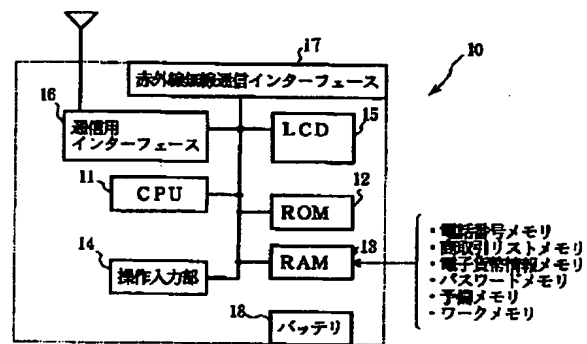 17
10
赤外線無線通信インターフェース
16
通信用
インターフェース
LCD
15
11
CPU
12
ROM
14
操作入力部
13
RAM
・電話番号メモリ
・商取引リストメモリ
・電子貨幣情報メモリ
・パスワードメモリ
・予備メモリ
・ワークメモリ
18
バッテリ